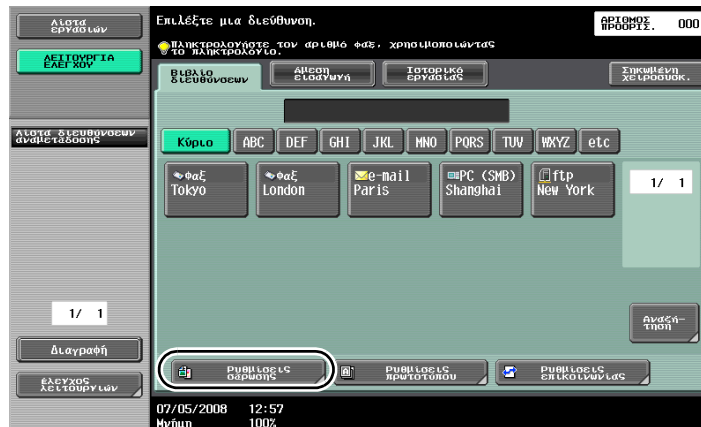 Λίστα
εργασιών
ΛΕΙΤΟΥΡΓΙΑ
ΕΛΕΓΧΟΥ
Λίστα διευθύνσεων
αναμετάδοσης
1/ 1
Διαγραφή
Έλεγχος
λειτουργιών
Επιλέξτε μια διεύθυνση.
Πληκτρολογήστε τον αριθμό φαξ, χρησιμοποιώντας
το πληκτρολόγιο.
ΑΡΙΘΜΟΣ
ΠΡΟΟΡΙΣ. 000
Βιβλίο
διευθύνσεων
Άμεση
εισαγωγή
Ιστορικό
εργασίας
Σηκωμένη
χειροσυσκ.
Κύριο ABC DEF GHI JKL MNO PQRS TUV WXYZ etc
Φαξ
Tokyo
Φαξ
London
e-mail
Paris
PC (SMB)
Shanghai
ftp
New York
1/ 1
Αναζή-
τηση
Ρυθμίσεις
σάρωσης
Ρυθμίσεις
πρωτοτύπου
Ρυθμίσεις
επικοινωνίας
07/05/2008 12:57
Μνήμη 100%